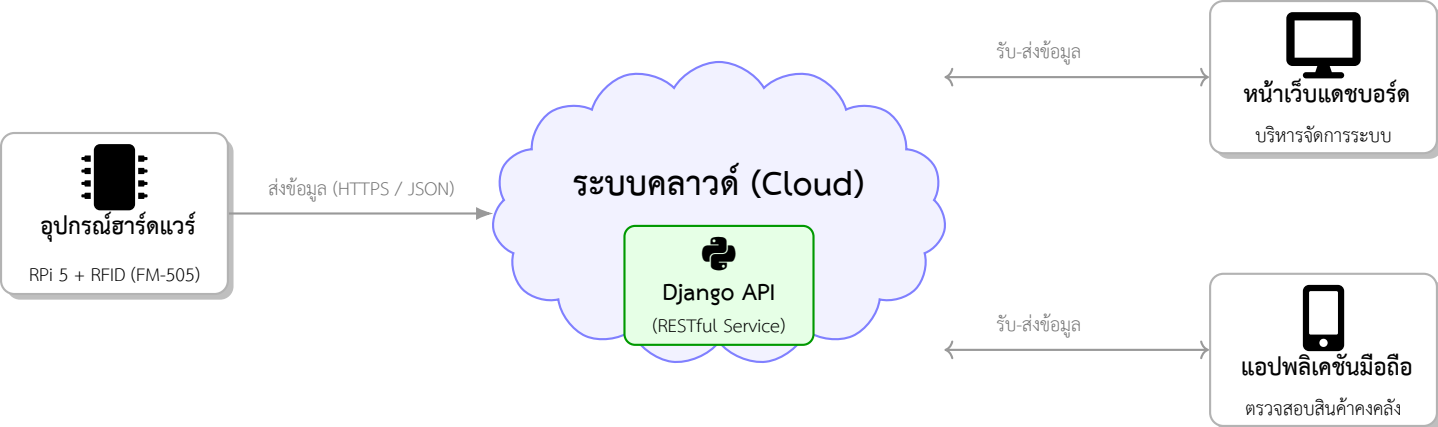 อุปกรณ์ฮาร์ดแวร์
RPi 5 + RFID (FM-505)
ส่งข้อมูล (HTTPS / JSON)
ระบบคลาวด์ (Cloud)
Django API
(RESTful Service)
รับ-ส่งข้อมูล
หน้าเว็บแดชบอร์ด
บริหารจัดการระบบ
รับ-ส่งข้อมูล
แอปพลิเคชันมือถือ
ตรวจสอบสินค้าคงคลัง